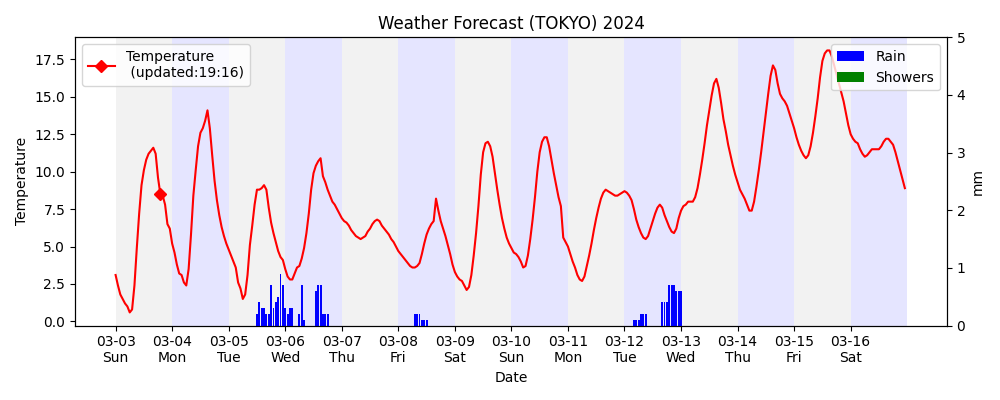 Weather Forecast (TOKYO) 2024
Temperature
(updated:19:16)
Rain
Showers
Temperature
17.5
15.0
12.5
10.0
7.5
5.0
2.5
0.0
5
4
3
2
1
0
mm
03-03 03-04 03-05 03-06 03-07 03-08 03-09 03-10 03-11 03-12 03-13 03-14 03-15 03-16
Sun Mon Tue Wed Thu Fri Sat Sun Mon Tue Wed Thu Fri Sat
Date